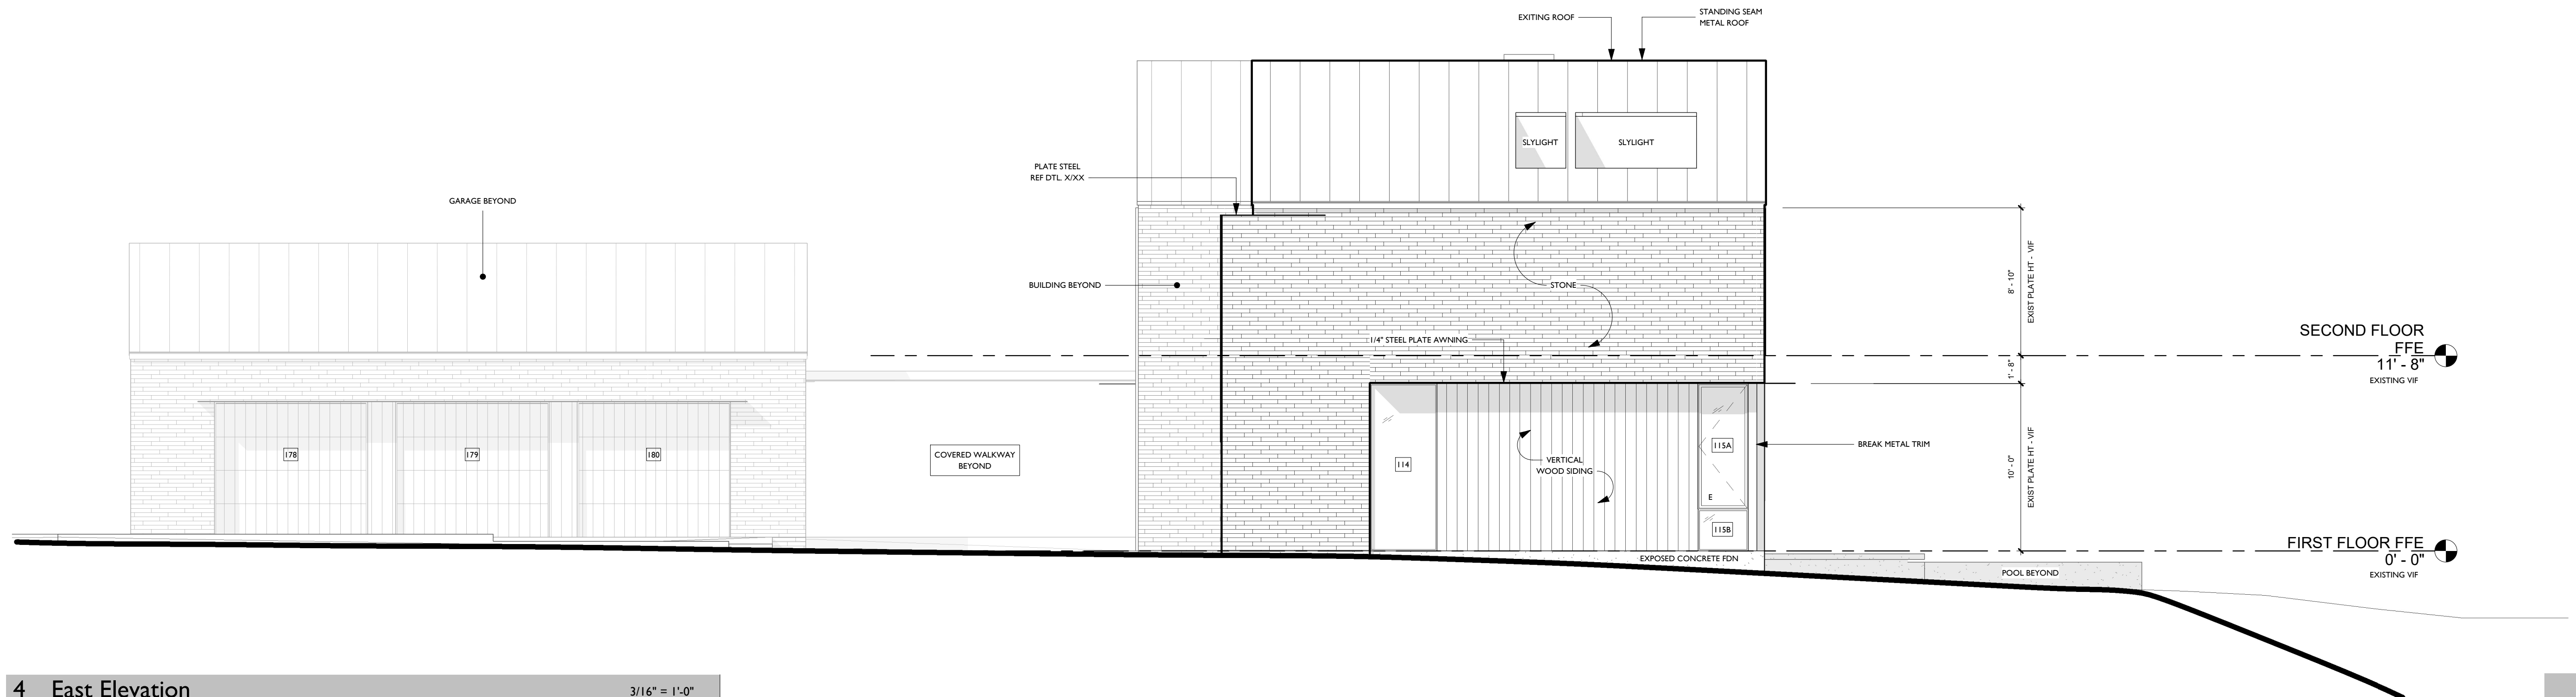 EXITING ROOF
STANDING SEAM
METAL ROOF
SLYLIGHT
SLYLIGHT
PLATE STEEL
REF DTL. X/XX
GARAGE BEYOND
BUILDING BEYOND
STONE
8' - 10"
EXIST PLATE HT - VIF
1/4" STEEL PLATE AWNING
SECOND FLOOR
FFE
11' - 8"
EXISTING VIF
1' - 8"
178
179
180
COVERED WALKWAY
BEYOND
114
VERTICAL
WOOD SIDING
115A
E
115B
BREAK METAL TRIM
10' - 0"
EXIST PLATE HT - VIF
EXPOSED CONCRETE FDN
POOL BEYOND
FIRST FLOOR FFE
0' - 0"
EXISTING VIF
4 East Elevation
3/16" = 1'-0"